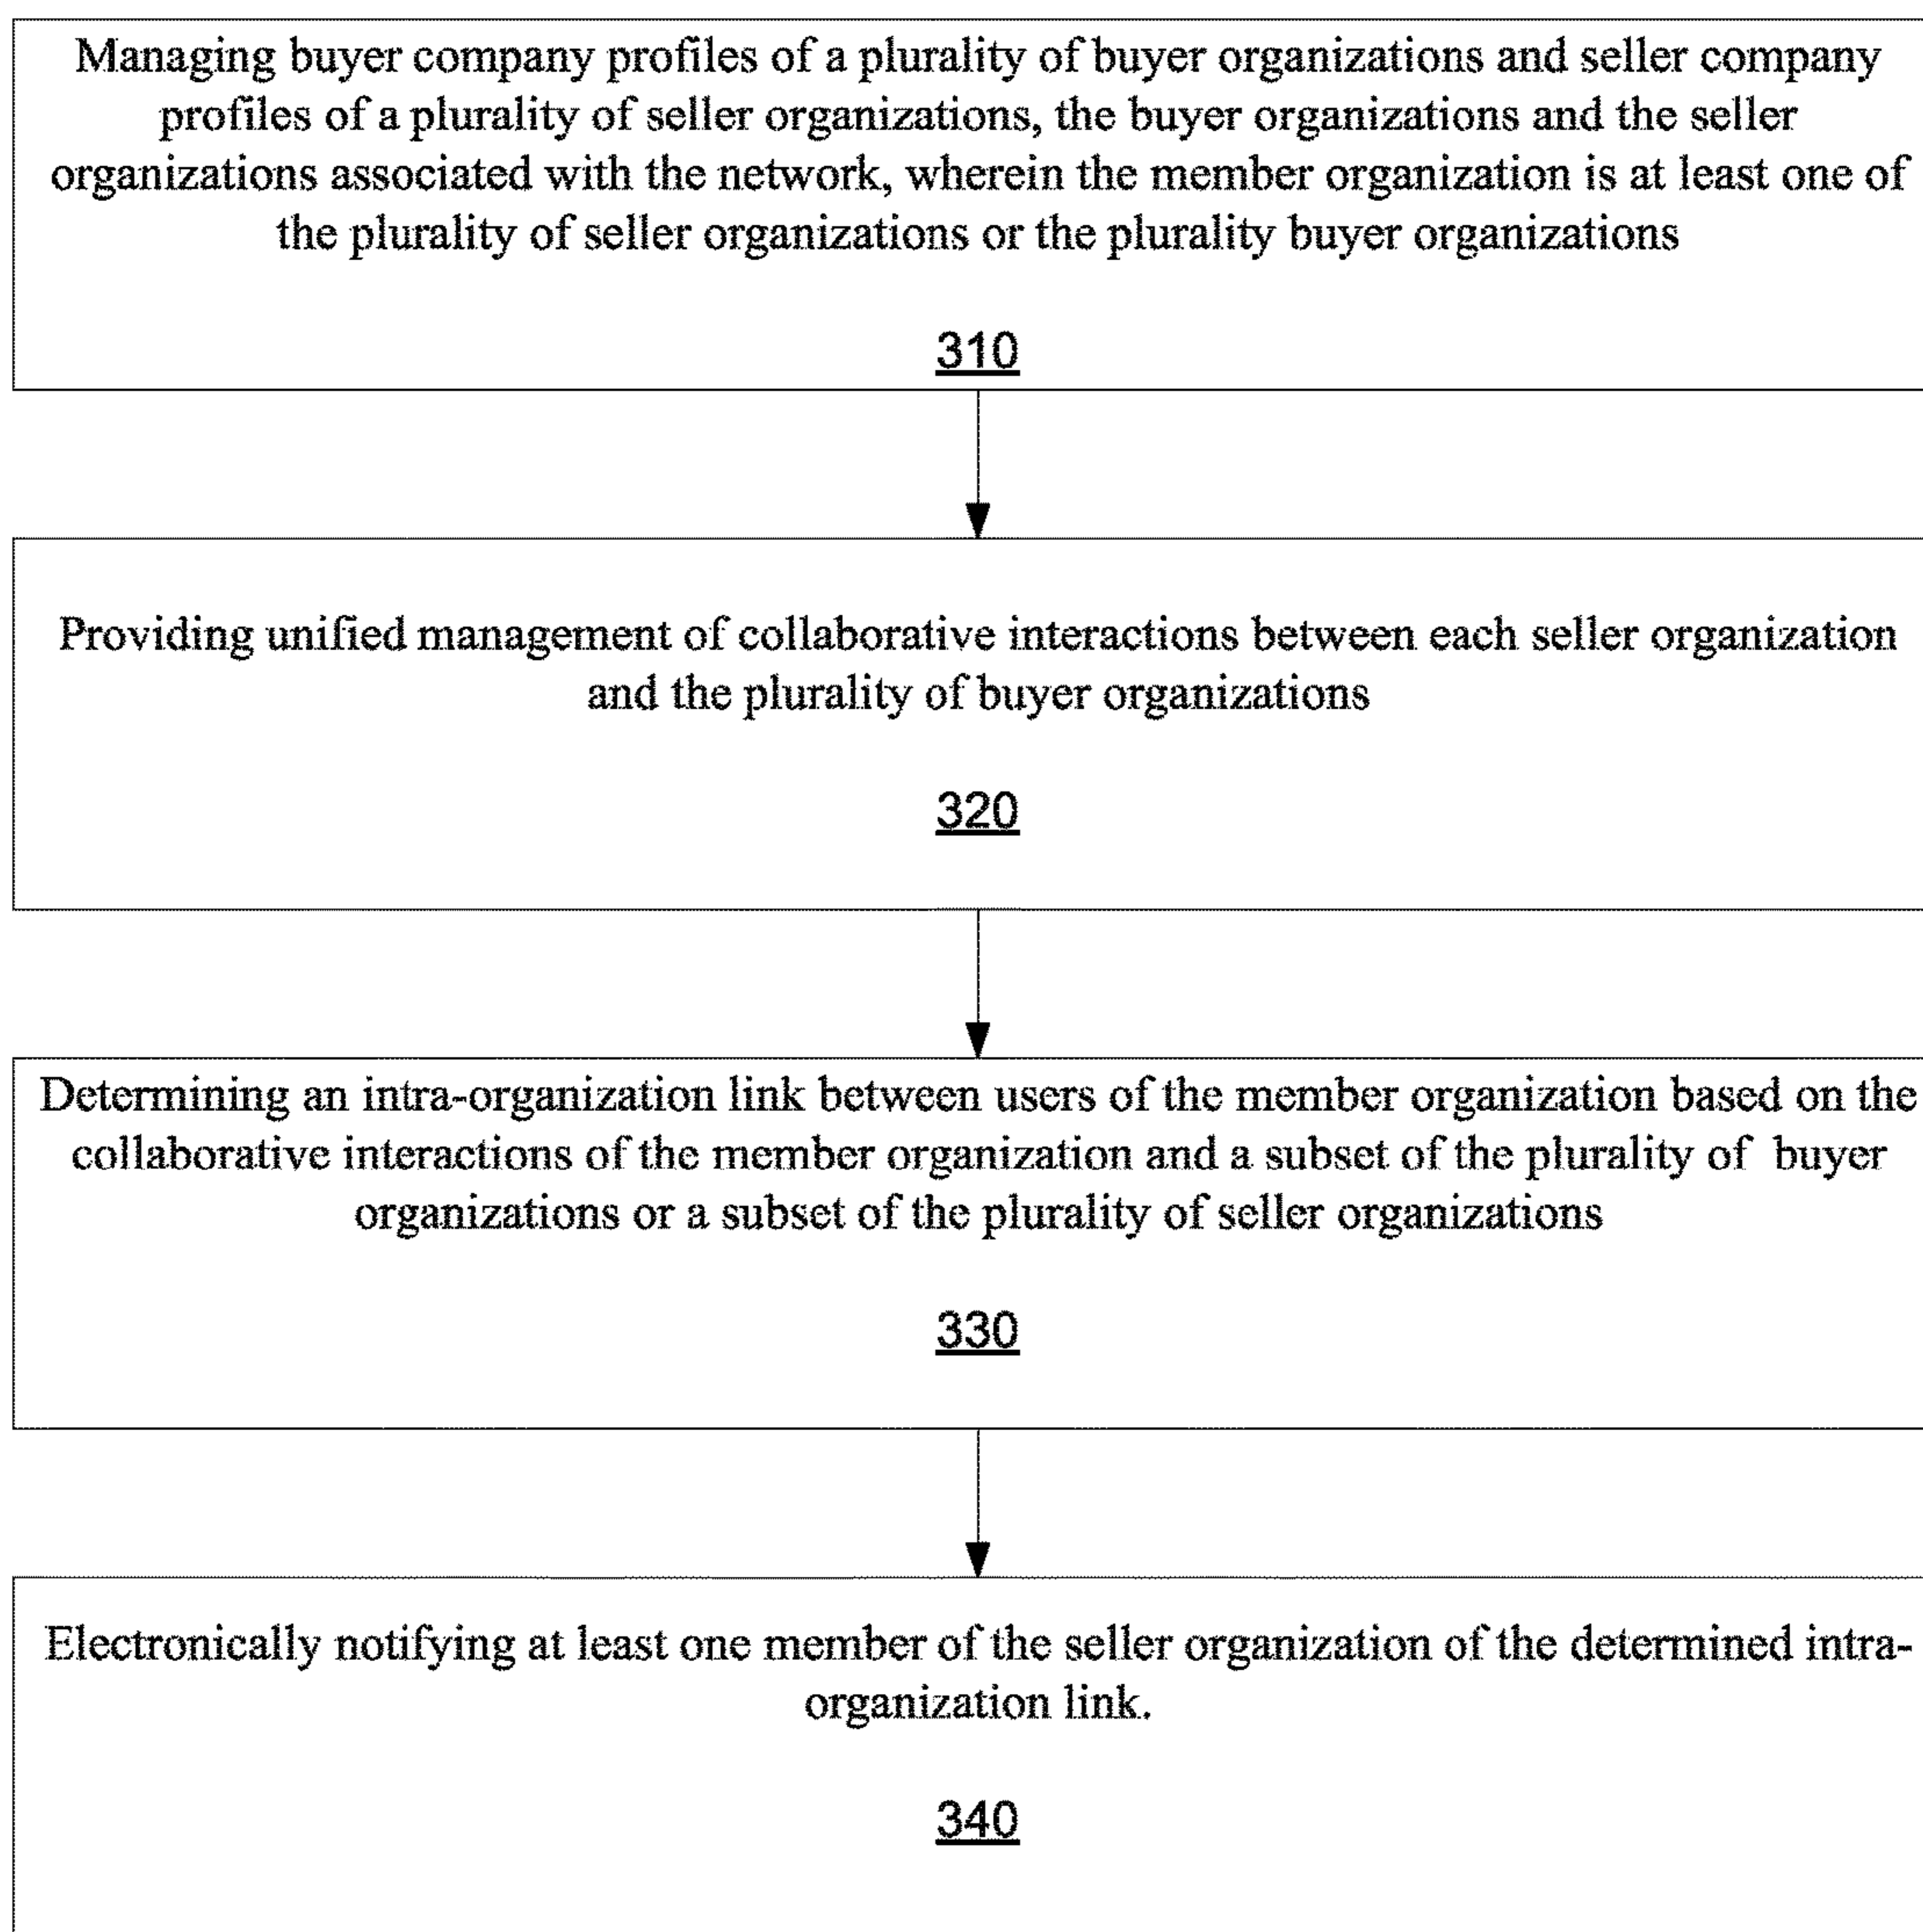 Managing buyer company profiles of a plurality of buyer organizations and seller company
profiles of a plurality of seller organizations, the buyer organizations and the seller
organizations associated with the network, wherein the member organization is at least one of
the plurality of seller organizations or the plurality buyer organizations
310
Providing unified management of collaborative interactions between each seller organization
and the plurality of buyer organizations
320
Determining an intra-organization link between users of the member organization based on the
collaborative interactions of the member organization and a subset of the plurality of buyer
organizations or a subset of the plurality of seller organizations
330
Electronically notifying at least one member of the seller organization of the determined intra-
organization link.
340